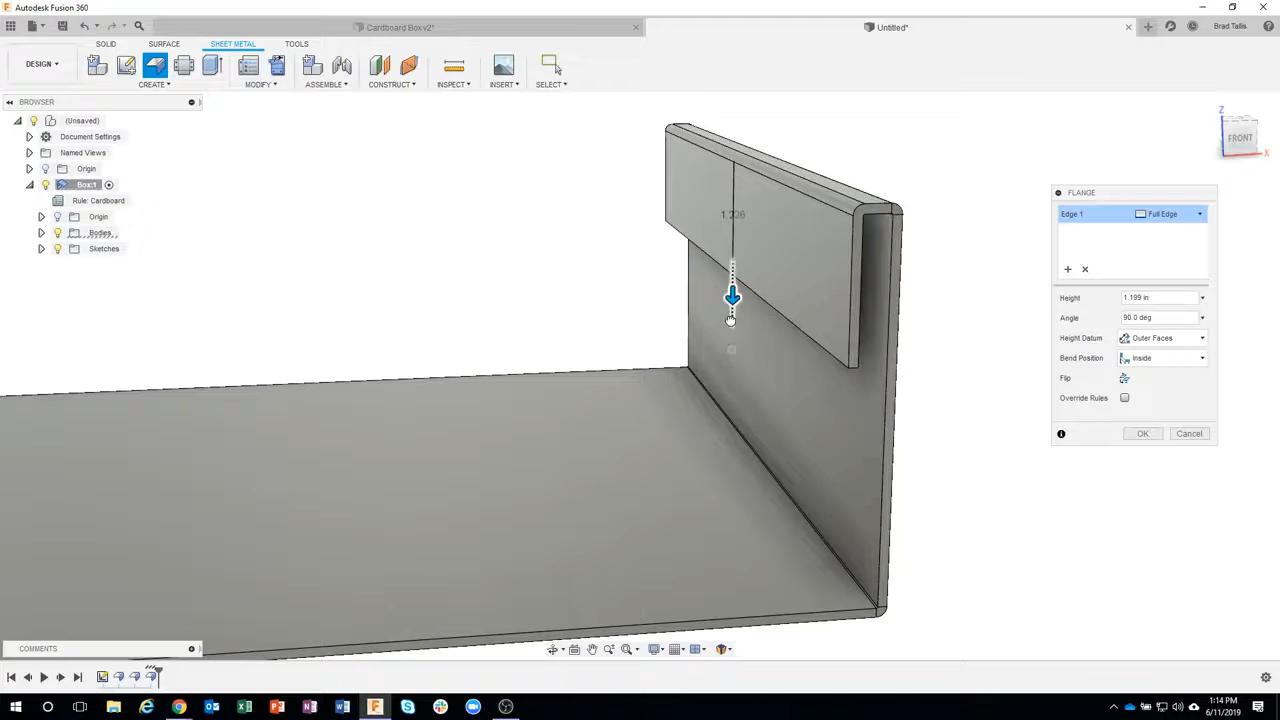 Autodesk Fusion 360
Cardboard Box v2*
Untitled*
Brad Tallis
SOLID SURFACE SHEET METAL TOOLS
DESIGN
CREATE MODIFY ASSEMBLE CONSTRUCT INSPECT INSERT SELECT
BROWSER
(Unsaved)
Document Settings
Named Views
Origin
Box:1
Rule: Cardboard
Origin
Bodies
Sketches
Z
FRONT
X
FLANGE
Edge 1 Full Edge
Height 1.199 in
Angle 90.0 deg
Height Datum Outer Faces
Bend Position Inside
Flip
Override Rules
OK Cancel
COMMENTS
1:14 PM
6/11/2019